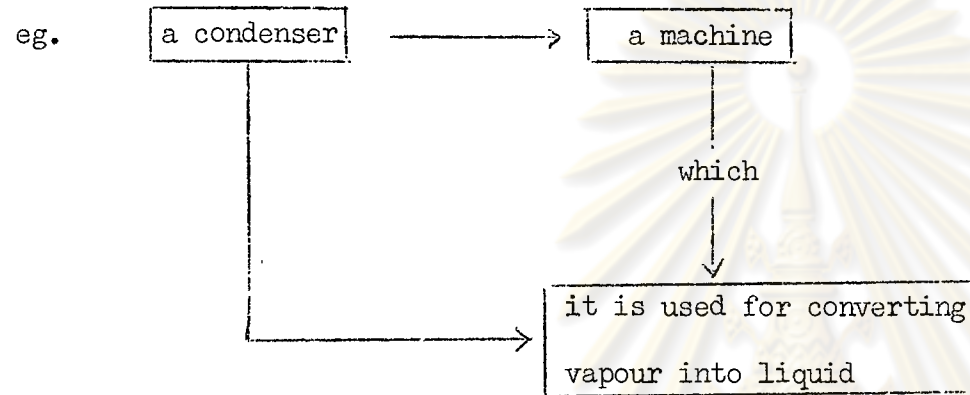 eg. a condenser a machine
which
it is used for converting
vapour into liquid